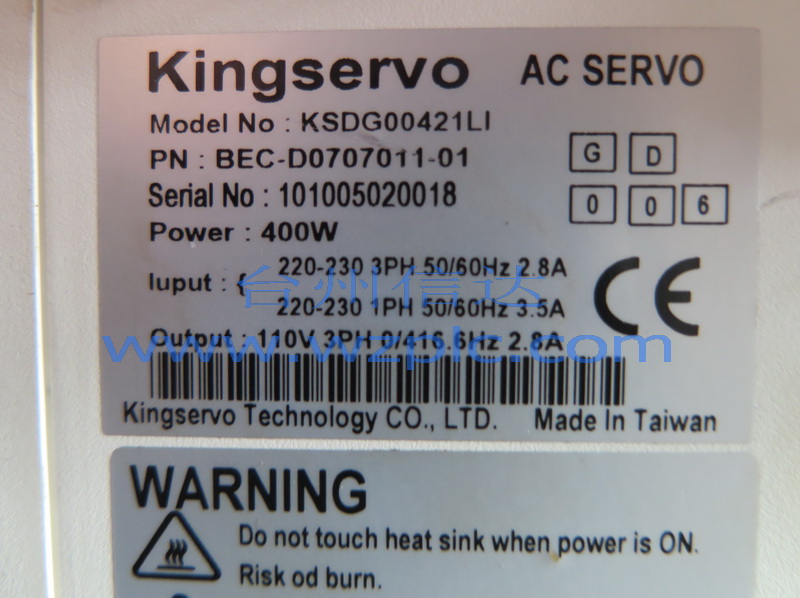 Kingservo AC SERVO
Model No : KSDG00421LI
PN : BEC-D0707011-01
G D
Serial No : 101005020018
0 0 6
Power : 400W
Iuput : { 220-230 3PH 50/60Hz 2.8A
220-230 1PH 50/60Hz 3.5A
CE
台州信达
Output : 110V 3PH 0/416.6Hz 2.8A
www.wzplc.com
Kingservo Technology CO., LTD. Made In Taiwan
WARNING
Do not touch heat sink when power is ON.
Risk od burn.